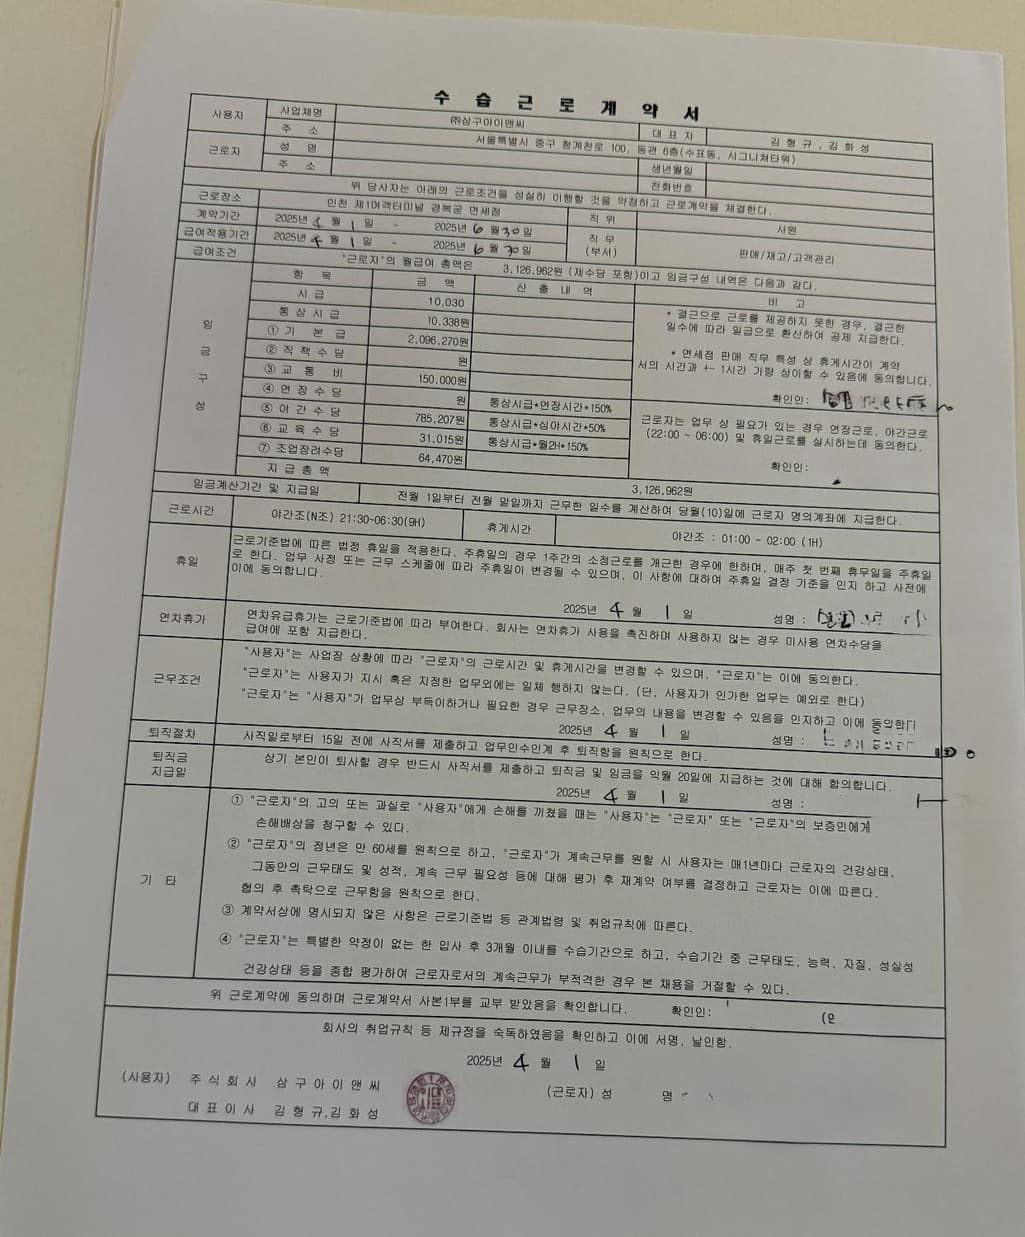 수 습 근 로 계 약 서
사용자 사업체명 ㈜삼구아이앤씨 대 표 자 김 형 규 , 김 화 성
주 소 서울특별시 중구 청계천로 100, 동관 6층(수표동, 시그니쳐타워)
근로자 성 명 생년월일
주 소 전화번호
위 당사자는 아래의 근로조건을 성실히 이행할 것을 약정하고 근로계약을 체결한다.
근로장소 인천 제1여객터미널 경복궁 면세점 직 위 사원
계약기간 2025년 4 월 1 일 - 2025년 6 월 30 일
급여적용기간 2025년 4 월 1 일 - 2025년 6 월 30 일 직 무 (부서) 판매/재고/고객관리
급여조건 "근로자"의 월급여 총액은 3,126,962원 (제수당 포함)이고 임금구성 내역은 다음과 같다.
임 금 구 성
항 목 금 액 산 출 내 역 비 고
시 급 10,030
통 상 시 급 10,338원
① 기 본 급 2,096,270원
② 직 책 수 당 원
③ 교 통 비 150,000원
④ 연 장 수 당 원 통상시급*연장시간*150%
⑤ 야 간 수 당 785,207원 통상시급*심야시간*50%
⑥ 교 육 수 당 31,015원 통상시급*월2H*150%
⑦ 조업장려수당 64,470원
* 결근으로 근로를 제공하지 못한 경우, 결근한
일수에 따라 일급으로 환산하여 공제 지급한다.
* 면세점 판매 직무 특성 상 휴게시간이 계약
서의 시간과 +- 1시간 가량 상이할 수 있음에 동의합니다.
확인인:
근로자는 업무 상 필요가 있는 경우 연장근로, 야간근로
(22:00 ~ 06:00) 및 휴일근로를 실시하는데 동의한다.
확인인:
지 급 총 액 3,126,962원
임금계산기간 및 지급일 전월 1일부터 전월 말일까지 근무한 일수를 계산하여 당월(10)일에 근로자 명의계좌에 지급한다.
근로시간 야간조(N조) 21:30-06:30(9H) 휴게시간 야간조 : 01:00 ~ 02:00 (1H)
휴일 근로기준법에 따른 법정 휴일을 적용한다. 주휴일의 경우 1주간의 소정근로를 개근한 경우에 한하며, 매주 첫 번째 휴무일을 주휴일
로 한다. 업무 사정 또는 근무 스케줄에 따라 주휴일이 변경될 수 있으며, 이 사항에 대하여 주휴일 결정 기준을 인지 하고 사전에
이에 동의합니다.
2025년 4 월 1 일 성명 :
연차휴가 연차유급휴가는 근로기준법에 따라 부여한다. 회사는 연차휴가 사용을 촉진하며 사용하지 않는 경우 미사용 연차수당을
급여에 포함 지급한다.
근무조건 "사용자"는 사업장 상황에 따라 "근로자"의 근로시간 및 휴게시간을 변경할 수 있으며, "근로자"는 이에 동의한다.
"근로자"는 사용자가 지시 혹은 지정한 업무외에는 일체 행하지 않는다. (단, 사용자가 인가한 업무는 예외로 한다)
"근로자"는 "사용자"가 업무상 부득이하거나 필요한 경우 근무장소, 업무의 내용을 변경할 수 있음을 인지하고 이에 동의한다
2025년 4 월 1 일 성명 :
퇴직절차 사직일로부터 15일 전에 사직서를 제출하고 업무인수인계 후 퇴직함을 원칙으로 한다.
퇴직금 지급일 상기 본인이 퇴사할 경우 반드시 사직서를 제출하고 퇴직금 및 임금을 익월 20일에 지급하는 것에 대해 합의합니다.
2025년 4 월 1 일 성명 :
기 타 ① "근로자"의 고의 또는 과실로 "사용자"에게 손해를 끼쳤을 때는 "사용자"는 "근로자" 또는 "근로자"의 보증인에게
손해배상을 청구할 수 있다.
② "근로자"의 정년은 만 60세를 원칙으로 하고, "근로자"가 계속근무를 원할 시 사용자는 매1년마다 근로자의 건강상태,
그동안의 근무태도 및 성적, 계속 근무 필요성 등에 대해 평가 후 재계약 여부를 결정하고 근로자는 이에 따른다.
협의 후 촉탁으로 근무함을 원칙으로 한다.
③ 계약서상에 명시되지 않은 사항은 근로기준법 등 관계법령 및 취업규칙에 따른다.
④ "근로자"는 특별한 약정이 없는 한 입사 후 3개월 이내를 수습기간으로 하고, 수습기간 중 근무태도, 능력, 자질, 성실성
건강상태 등을 종합 평가하여 근로자로서의 계속근무가 부적격한 경우 본 채용을 거절할 수 있다.
위 근로계약에 동의하며 근로계약서 사본1부를 교부 받았음을 확인합니다. 확인인:
회사의 취업규칙 등 제규정을 숙독하였음을 확인하고 이에 서명, 날인함.
2025년 4 월 1 일
(사용자) 주 식 회 사 삼 구 아 이 앤 씨 (근로자) 성 명
대 표 이 사 김 형 규,김 화 성